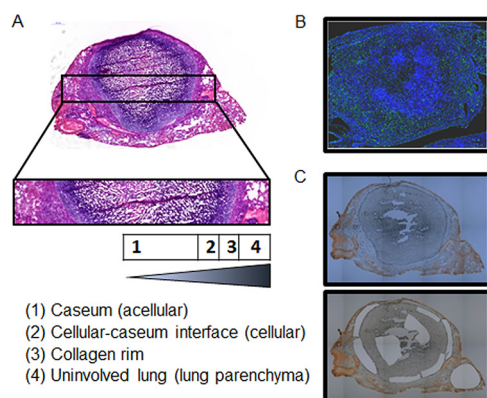 A
B
C
1 2 3 4
(1) Caseum (acellular)
(2) Cellular-caseum interface (cellular)
(3) Collagen rim
(4) Uninvolved lung (lung parenchyma)